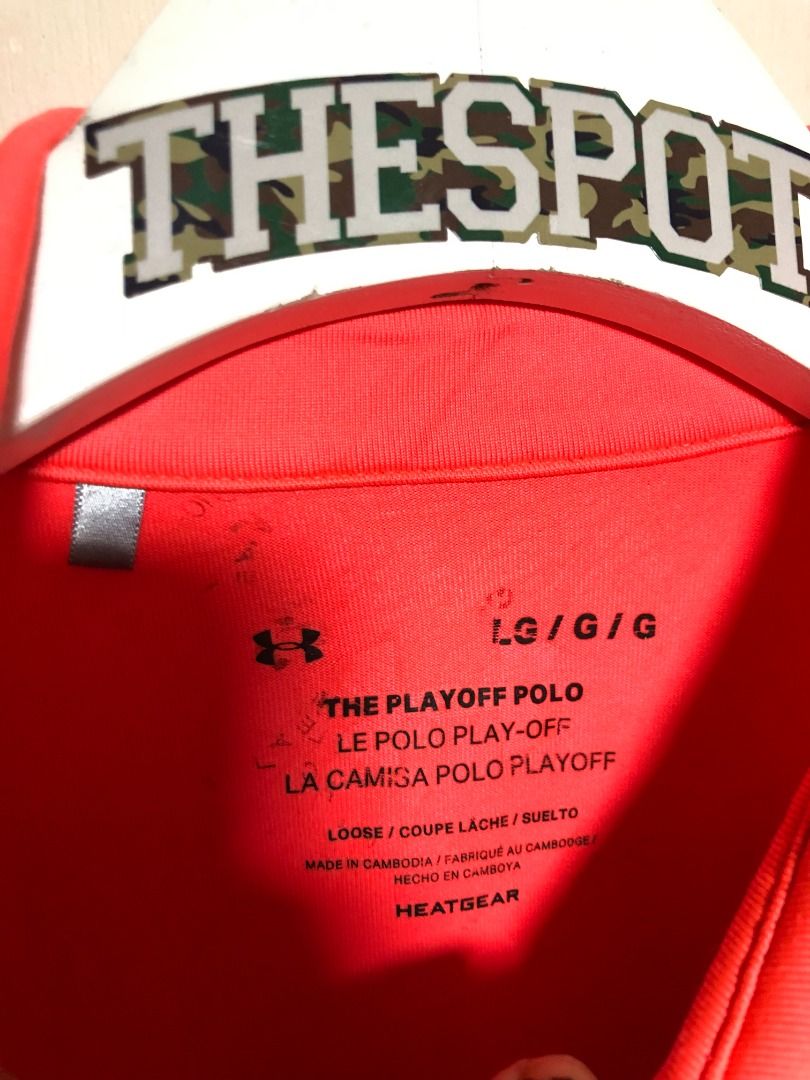 THESPOT
LG / G / G
THE PLAYOFF POLO
LE POLO PLAY-OFF
LA CAMISA POLO PLAYOFF
LOOSE / COUPE LÂCHE / SUELTO
MADE IN CAMBODIA / FABRIQUÉ AU CAMBODGE /
HECHO EN CAMBOYA
HEATGEAR